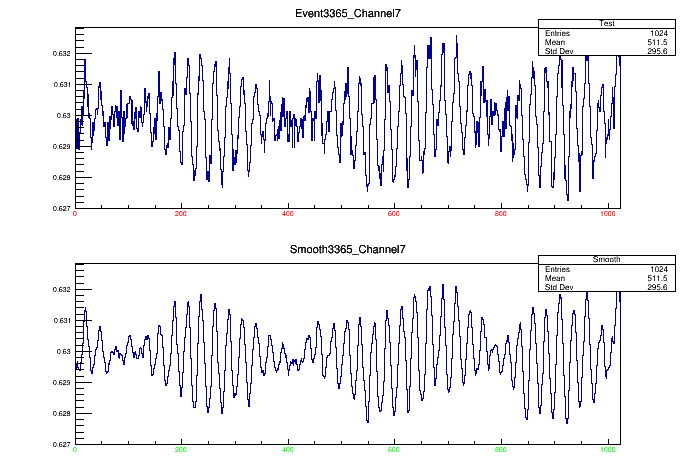 Event3365_Channel7
Test
Entries 1024
Mean 511.5
Std Dev 295.6
0.632
0.631
0.63
0.629
0.628
0.627
0 200 400 600 800 1000
Smooth3365_Channel7
Smooth
Entries 1024
Mean 511.5
Std Dev 295.6
0.632
0.631
0.63
0.629
0.628
0.627
0 200 400 600 800 1000